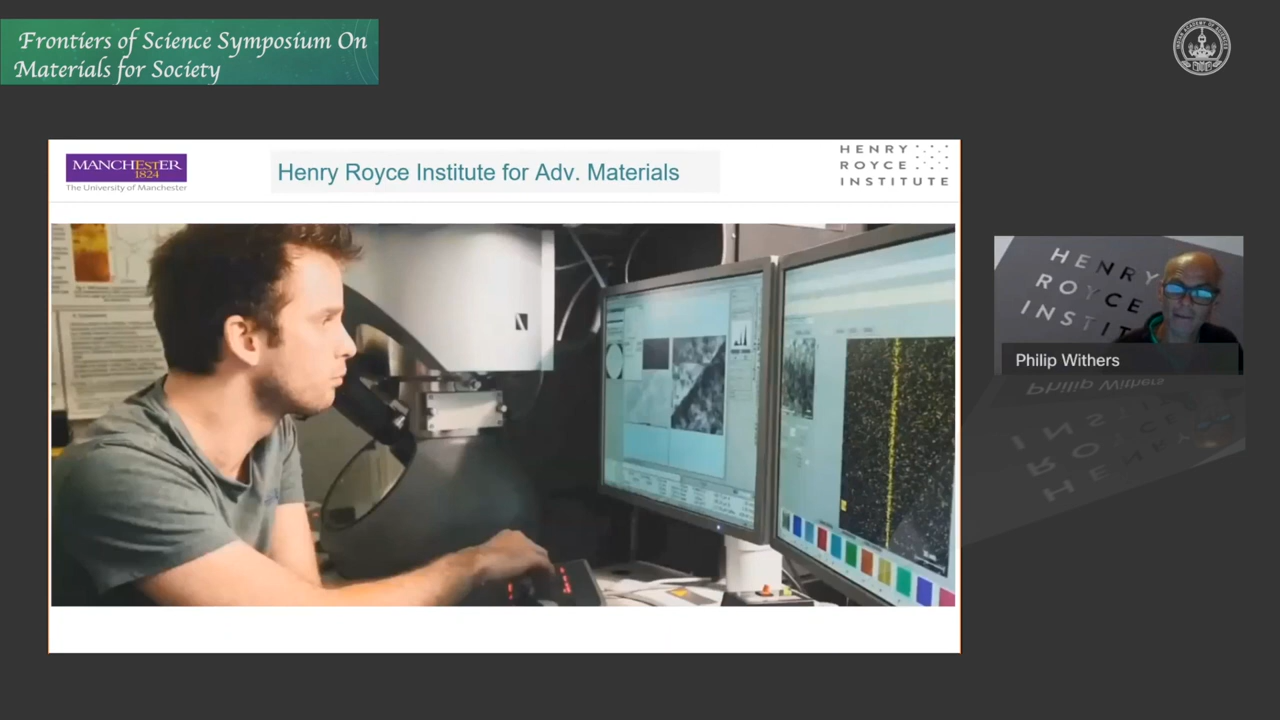 Frontiers of Science Symposium On
Materials for Society
MANCHESTER
1824
The University of Manchester
Henry Royce Institute for Adv. Materials
HENRY
ROYCE
INSTITUTE
HENRY
ROYCE
INSTIT
Philip Withers